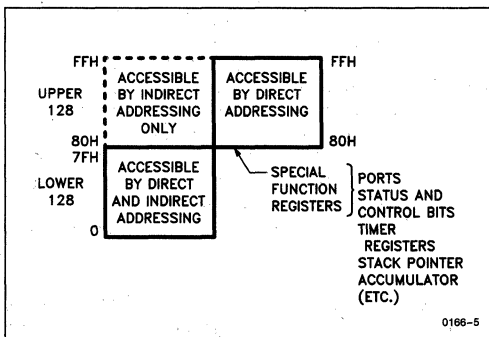 FFH
UPPER
128
80H
7FH
LOWER
128
0
ACCESSIBLE
BY INDIRECT
ADDRESSING
ONLY
ACCESSIBLE
BY DIRECT
ADDRESSING
FFH
80H
ACCESSIBLE
BY DIRECT
AND INDIRECT
ADDRESSING
SPECIAL
FUNCTION
REGISTERS
PORTS
STATUS AND
CONTROL BITS
TIMER
REGISTERS
STACK POINTER
ACCUMULATOR
(ETC.)
0166-5